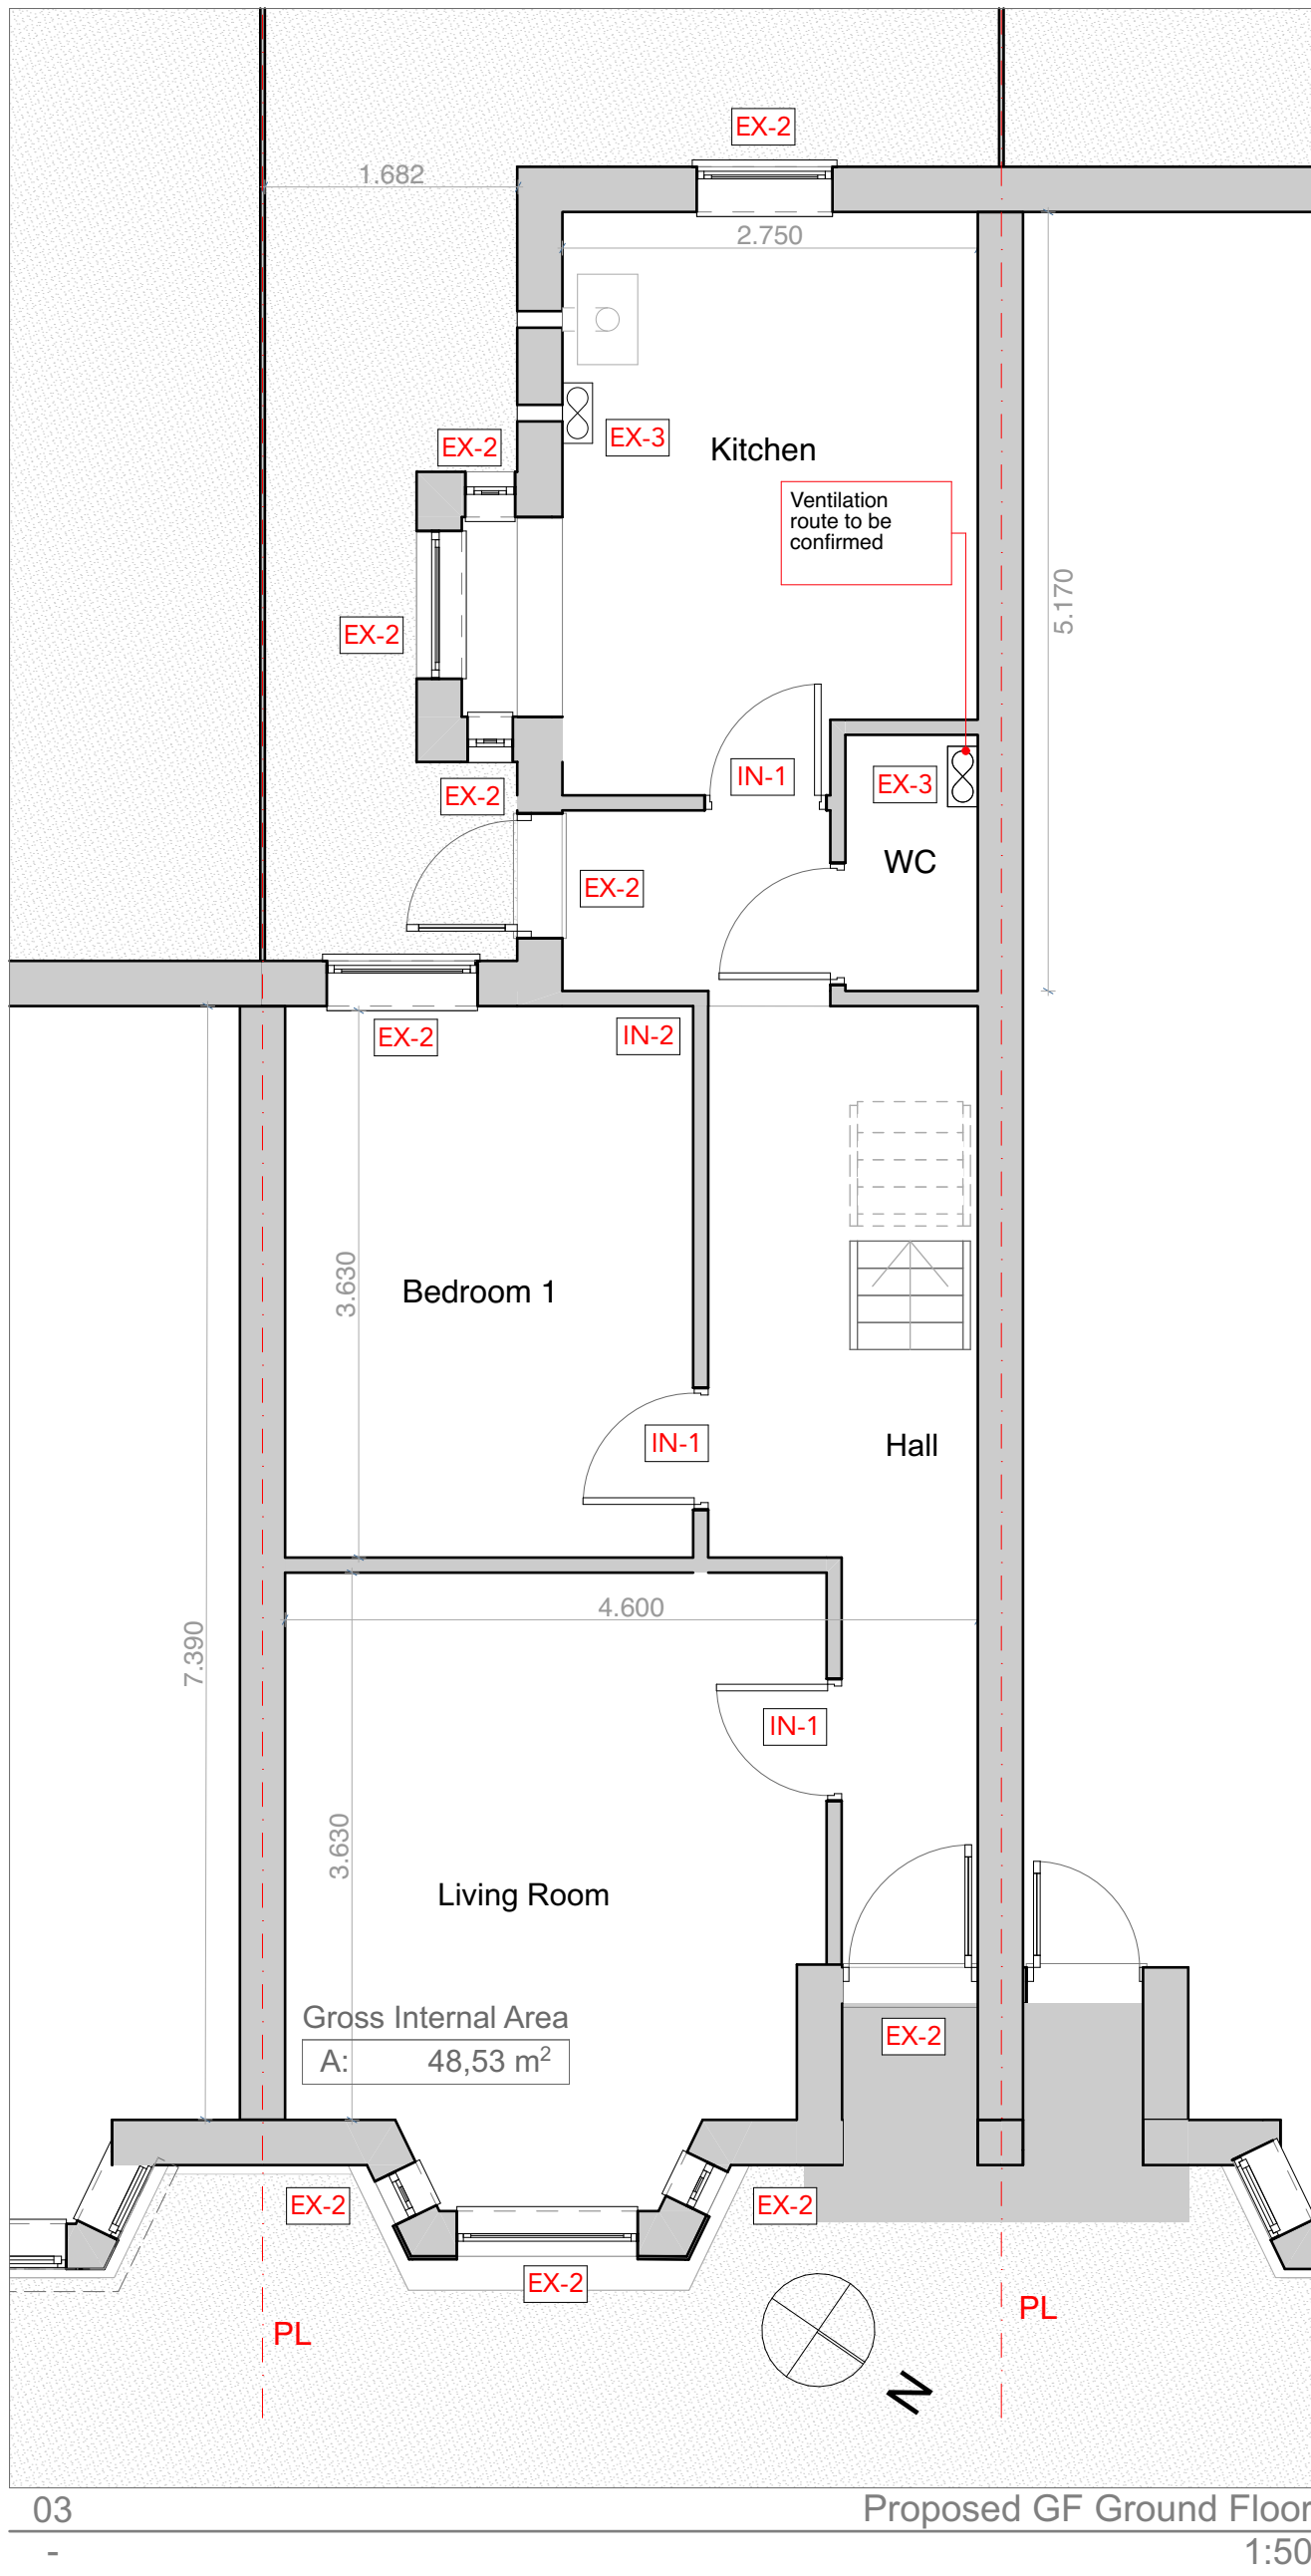 EX-2
1.682
2.750
EX-3
Kitchen
EX-2
Ventilation
route to be
confirmed
5.170
EX-2
IN-1
EX-3
EX-2
WC
EX-2
EX-2
IN-2
3.630
Bedroom 1
IN-1
Hall
4.600
7.390
IN-1
3.630
Living Room
Gross Internal Area
A: 48,53 m²
EX-2
EX-2
EX-2
EX-2
PL
PL
N
03
Proposed GF Ground Floor
-
1:50